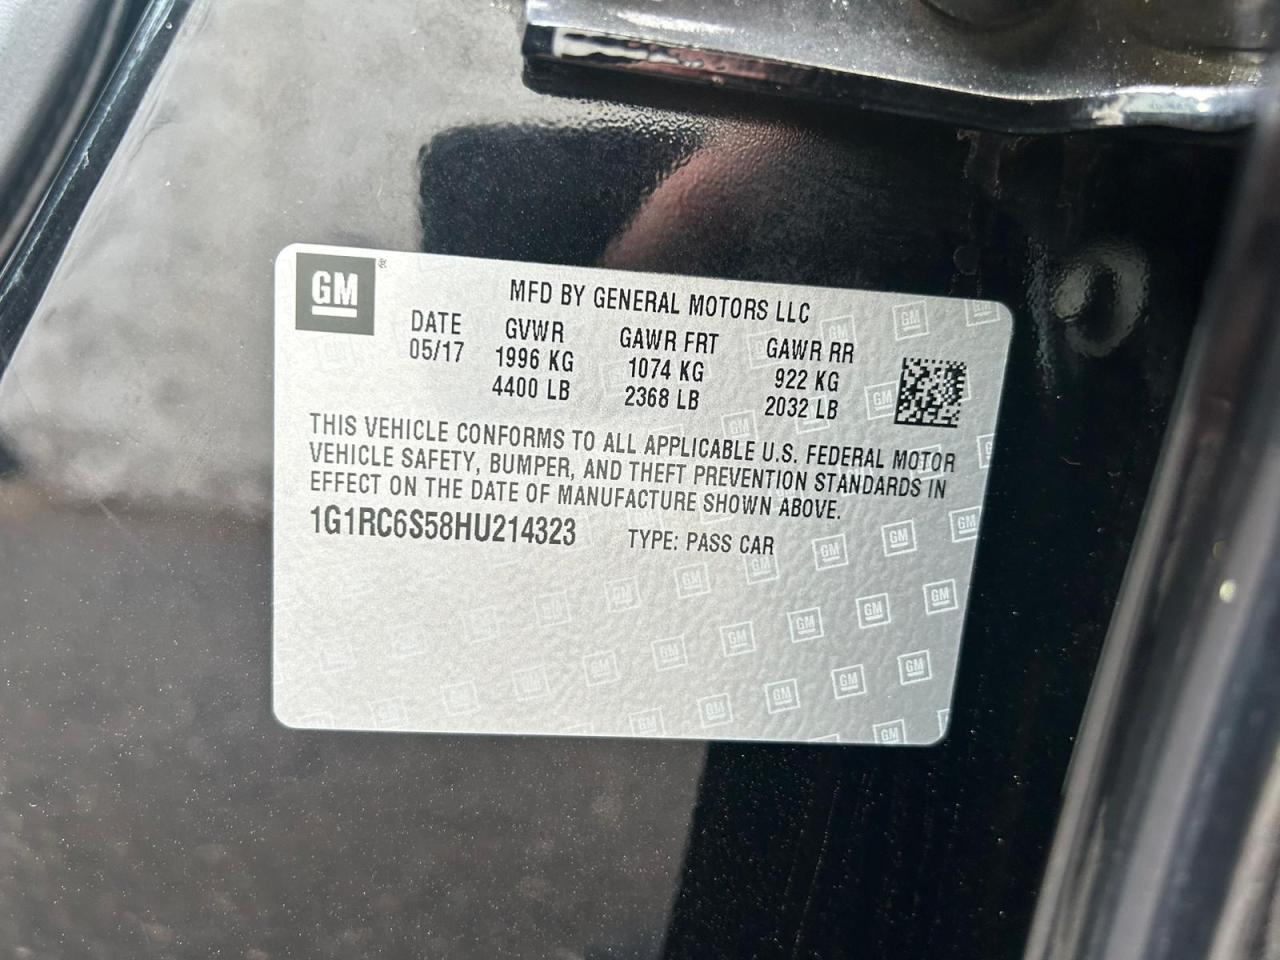 GM®
MFD BY GENERAL MOTORS LLC
DATE GVWR GAWR FRT GAWR RR
05/17 1996 KG 1074 KG 922 KG
4400 LB 2368 LB 2032 LB
THIS VEHICLE CONFORMS TO ALL APPLICABLE U.S. FEDERAL MOTOR
VEHICLE SAFETY, BUMPER, AND THEFT PREVENTION STANDARDS IN
EFFECT ON THE DATE OF MANUFACTURE SHOWN ABOVE.
1G1RC6S58HU214323 TYPE: PASS CAR